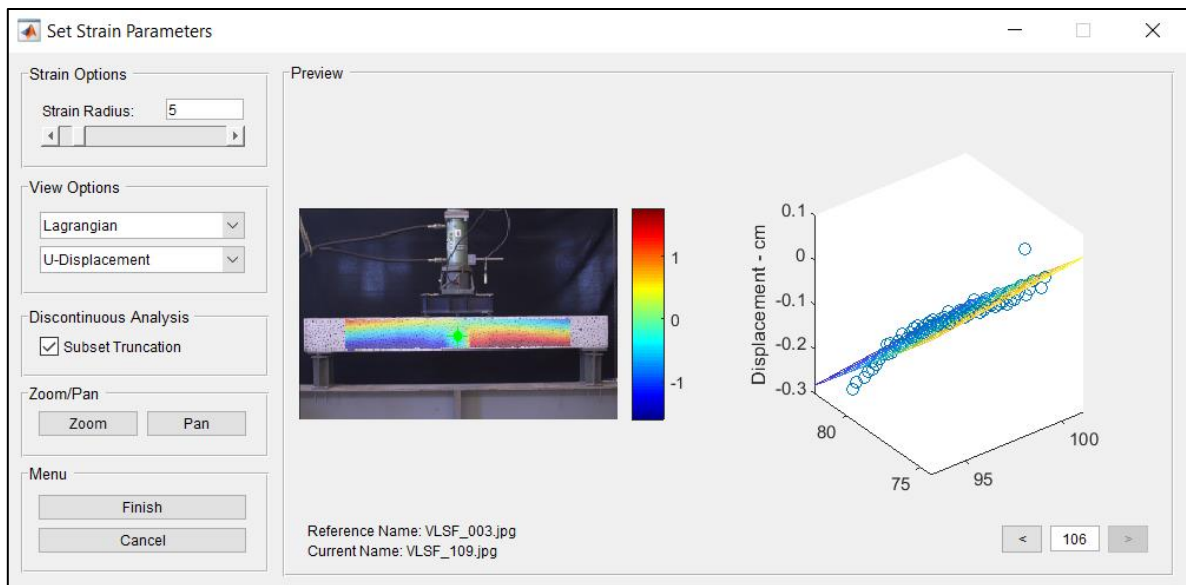 Set Strain Parameters
Strain Options
Strain Radius: 5
View Options
Lagrangian
U-Displacement
Discontinuous Analysis
Subset Truncation
Zoom/Pan
Zoom Pan
Menu
Finish
Cancel
Preview
1
0
-1
Displacement - cm
0.1
0
-0.1
-0.2
-0.3
80
75
95
100
Reference Name: VLSF_003.jpg
Current Name: VLSF_109.jpg
< 106 >